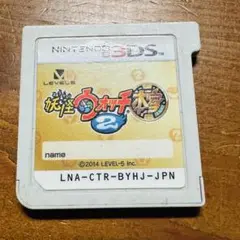 NINTENDO 3DS
LEVEL5
妖怪ウォッチ2 本家
name
©2014 LEVEL-5 Inc.
LNA-CTR-BYHJ-JPN